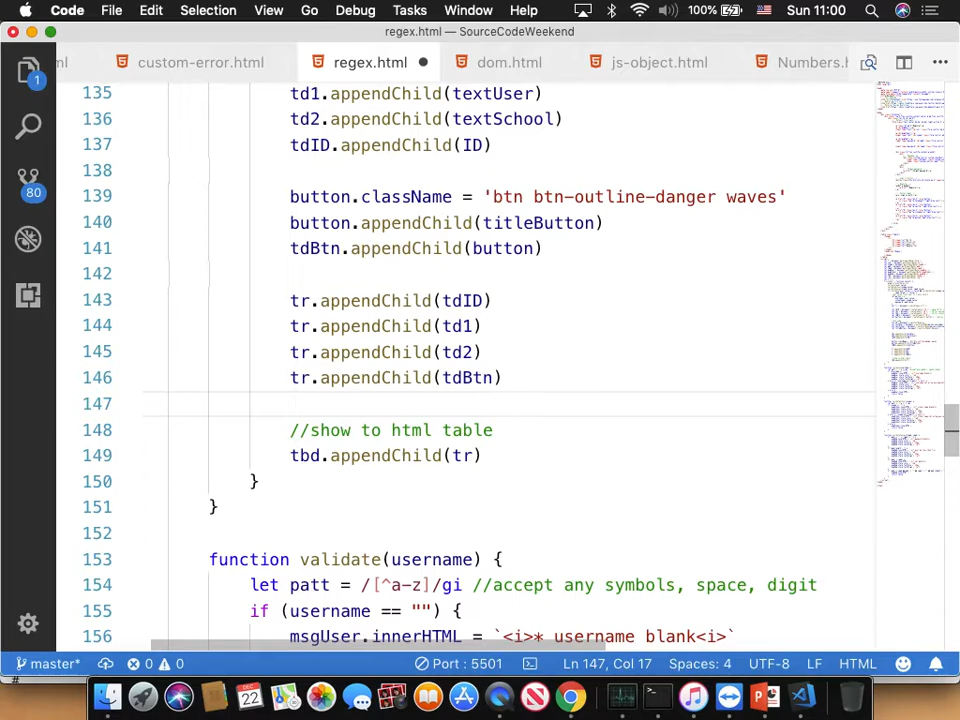 Code File Edit Selection View Go Debug Tasks Window Help 100% Sun 11:00
regex.html — SourceCodeWeekend
ml custom-error.html regex.html dom.html js-object.html Numbers.h
1
80
135 td1.appendChild(textUser)
136 td2.appendChild(textSchool)
137 tdID.appendChild(ID)
138
139 button.className = 'btn btn-outline-danger waves'
140 button.appendChild(titleButton)
141 tdBtn.appendChild(button)
142
143 tr.appendChild(tdID)
144 tr.appendChild(td1)
145 tr.appendChild(td2)
146 tr.appendChild(tdBtn)
147
148 //show to html table
149 tbd.appendChild(tr)
150 }
151 }
152
153 function validate(username) {
154 let patt = /[^a-z]/gi //accept any symbols, space, digit
155 if (username == "") {
156 msgUser.innerHTML = `<i>* username blank<i>`
master* 0 0 Port : 5501 Ln 147, Col 17 Spaces: 4 UTF-8 LF HTML
#
DEC
22